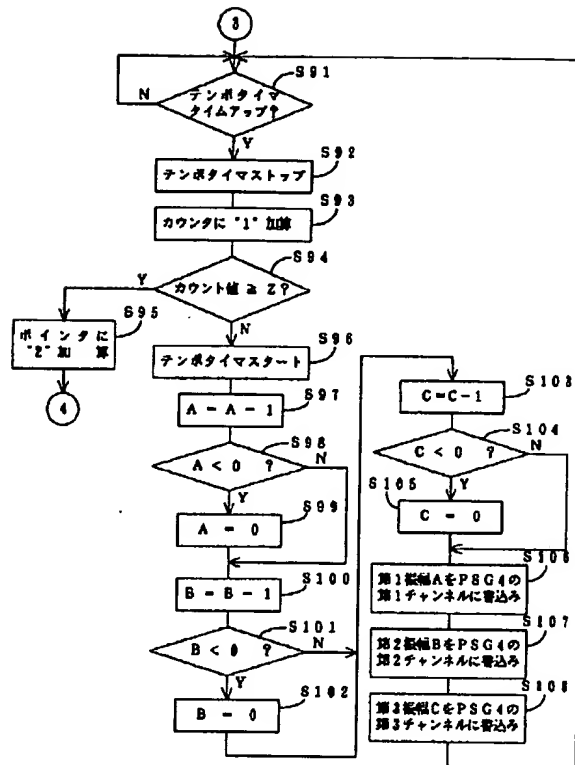 3
S91
テンポタイマ
タイムアップ?
N
Y
S92
テンポタイマストップ
S93
カウンタに "1" 加算
S94
カウント値 ≧ Z?
Y
N
S95
ポインタに
"2" 加 算
4
S96
テンポタイマスタート
S97
A = A - 1
S98
A < 0 ?
N
Y
S99
A = 0
S100
B = B - 1
S101
B < 0 ?
N
Y
S102
B = 0
S103
C = C - 1
S104
C < 0 ?
N
Y
S105
C = 0
S106
第1振幅AをPSG4の
第1チャンネルに書込み
S107
第2振幅BをPSG4の
第2チャンネルに書込み
S108
第3振幅CをPSG4の
第3チャンネルに書込み